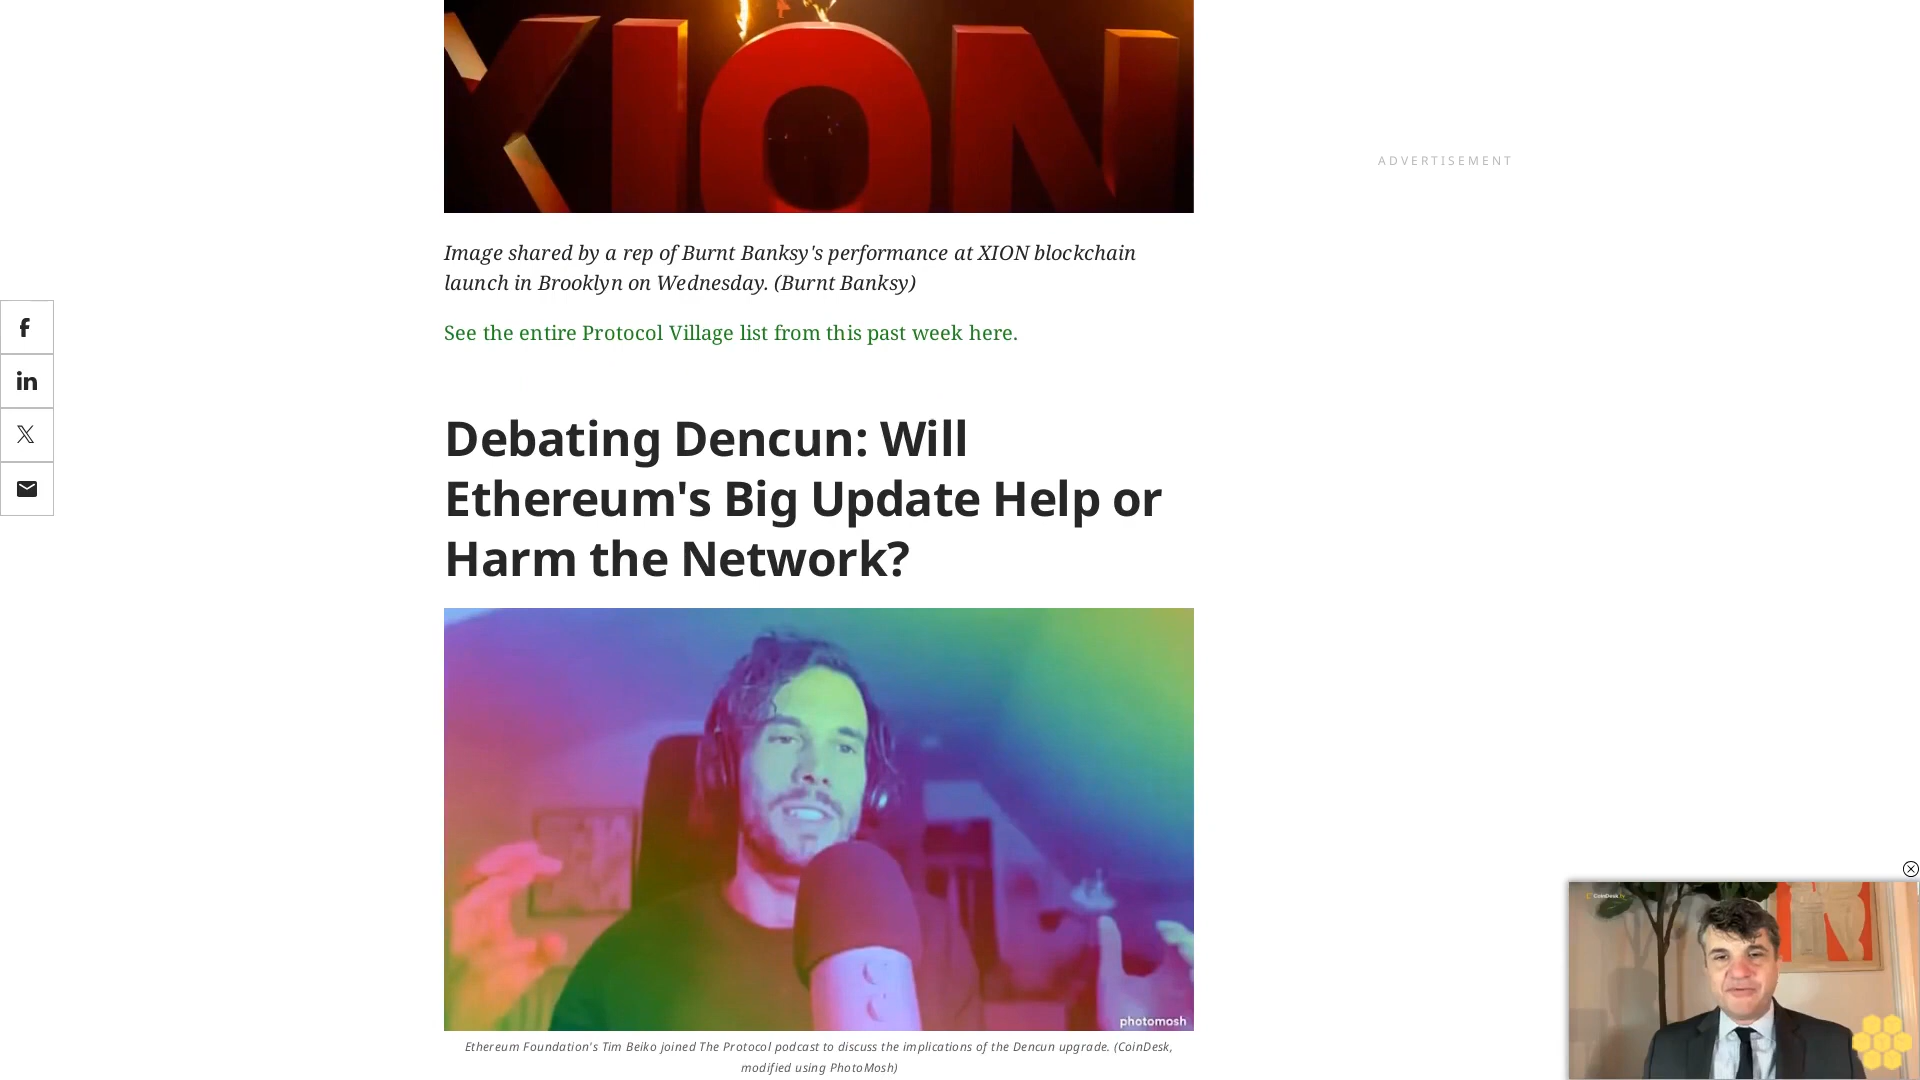 XION
ADVERTISEMENT
Image shared by a rep of Burnt Banksy's performance at XION blockchain
launch in Brooklyn on Wednesday. (Burnt Banksy)
See the entire Protocol Village list from this past week here.
Debating Dencun: Will
Ethereum's Big Update Help or
Harm the Network?
photomosh
Ethereum Foundation's Tim Beiko joined The Protocol podcast to discuss the implications of the Dencun upgrade. (CoinDesk,
modified using PhotoMosh)
CoinDesk